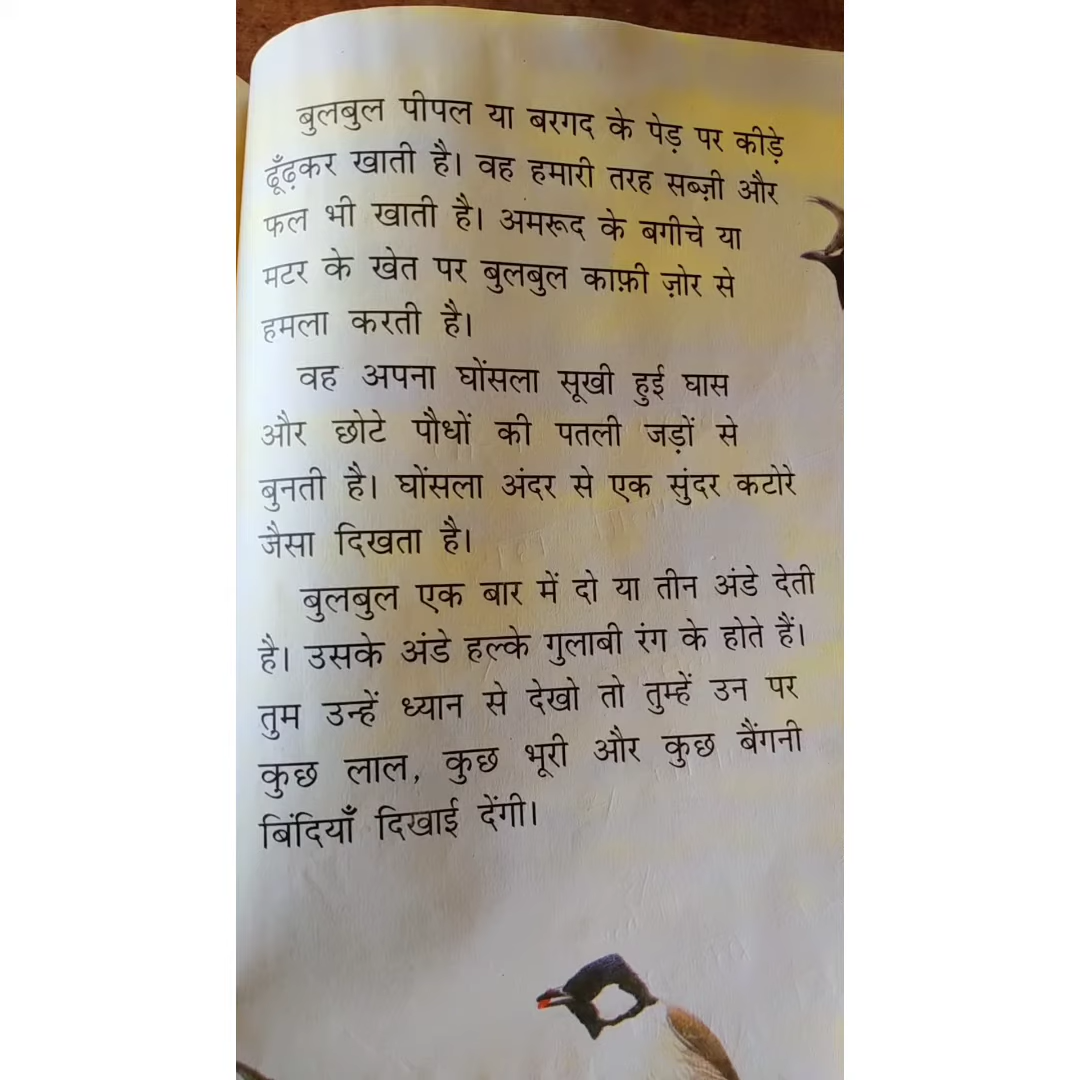 बुलबुल पीपल या बरगद के पेड़ पर कीड़े
ढूँढ़कर खाती है। वह हमारी तरह सब्ज़ी और
फल भी खाती है। अमरूद के बगीचे या
मटर के खेत पर बुलबुल काफ़ी ज़ोर से
हमला करती है।
वह अपना घोंसला सूखी हुई घास
और छोटे पौधों की पतली जड़ों से
बुनती है। घोंसला अंदर से एक सुंदर कटोरे
जैसा दिखता है।
बुलबुल एक बार में दो या तीन अंडे देती
है। उसके अंडे हल्के गुलाबी रंग के होते हैं।
तुम उन्हें ध्यान से देखो तो तुम्हें उन पर
कुछ लाल, कुछ भूरी और कुछ बैंगनी
बिंदियाँ दिखाई देंगी।